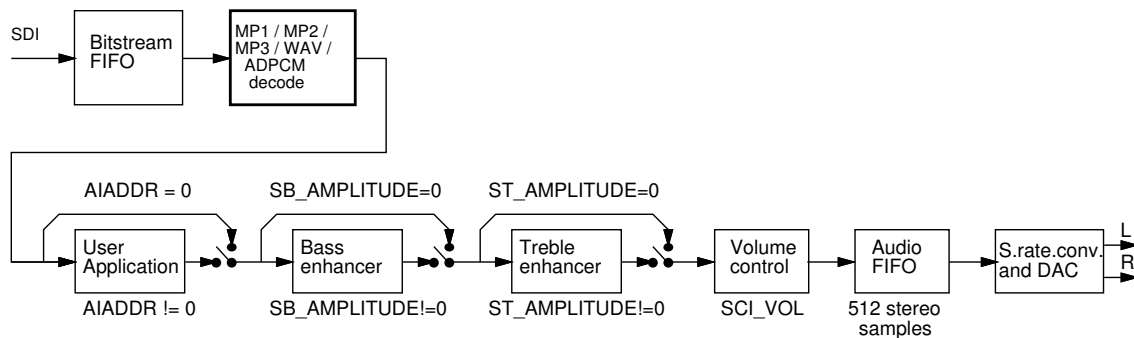 SDI
Bitstream
FIFO
MP1 / MP2 /
MP3 / WAV /
ADPCM
decode
AIADDR = 0
SB_AMPLITUDE=0
ST_AMPLITUDE=0
User
Application
Bass
enhancer
Treble
enhancer
Volume
control
Audio
FIFO
S.rate.conv.
and DAC
L
R
AIADDR != 0
SB_AMPLITUDE!=0
ST_AMPLITUDE!=0
SCI_VOL
512 stereo
samples